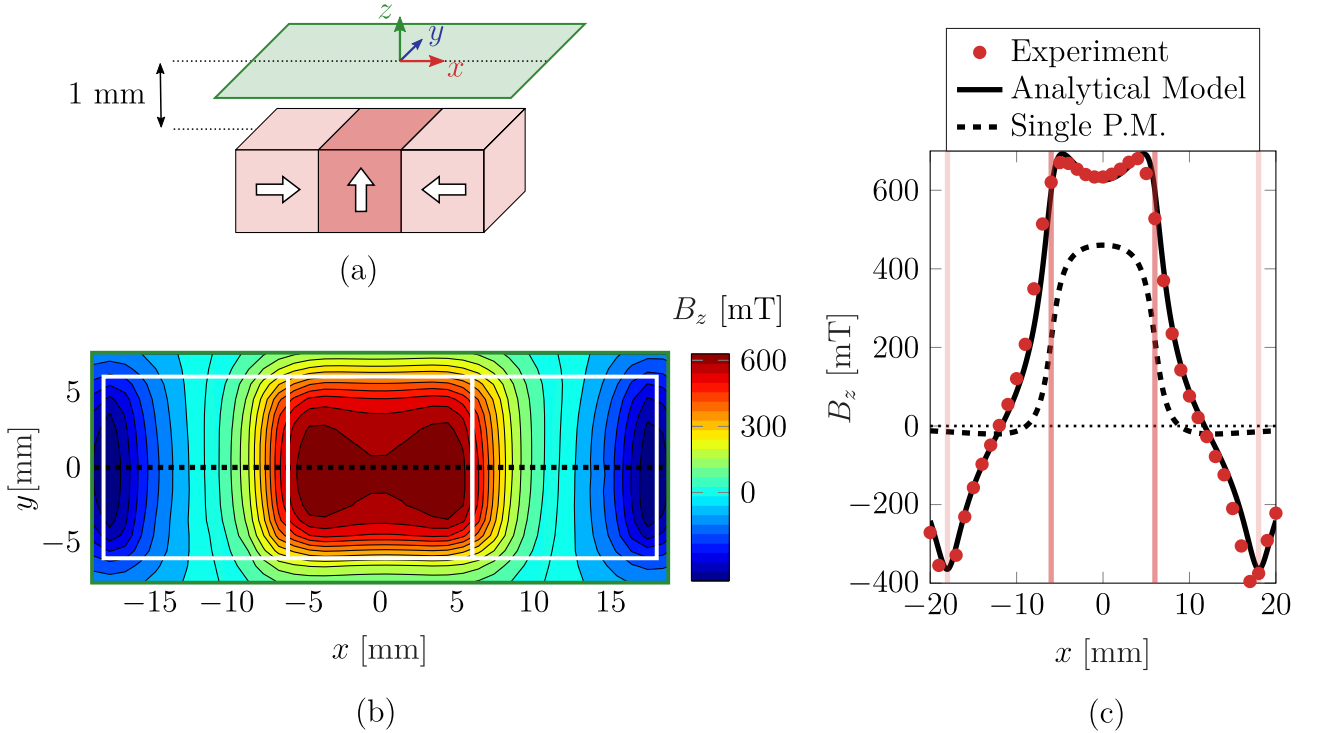 z
y
x
1 mm
(a)
B_z [mT]
600
300
0
5
0
−5
y[mm]
−15 −10 −5 0 5 10 15
x [mm]
(b)
Experiment
Analytical Model
Single P.M.
600
400
200
0
−200
−400
B_z [mT]
−20 −10 0 10 20
x [mm]
(c)